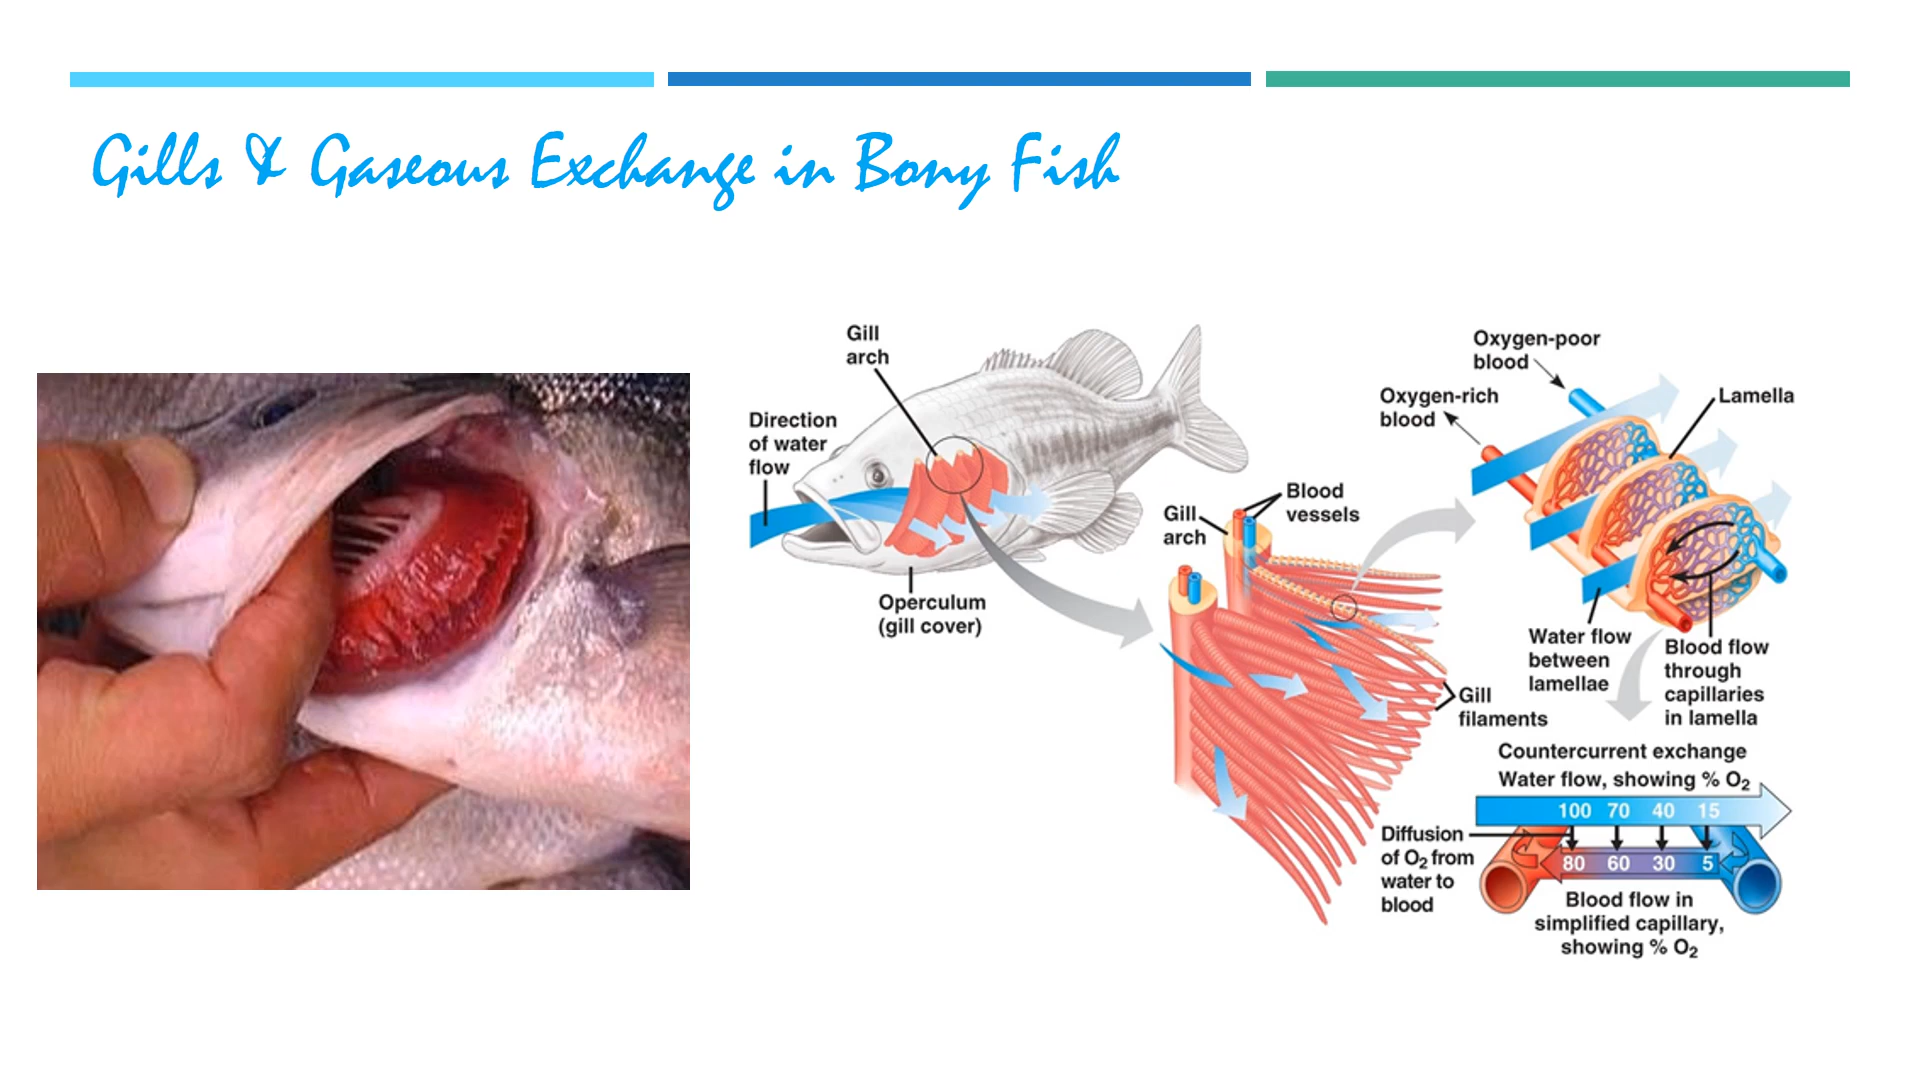 Gills & Gaseous Exchange in Bony Fish
Gill
arch
Direction
of water
flow
Operculum
(gill cover)
Gill
arch
Blood
vessels
Gill
filaments
Oxygen-poor
blood
Oxygen-rich
blood
Lamella
Water flow
between
lamellae
Blood flow
through
capillaries
in lamella
Countercurrent exchange
Water flow, showing % O₂
100 70 40 15
Diffusion
of O₂ from
water to
blood
80 60 30 5
Blood flow in
simplified capillary,
showing % O₂